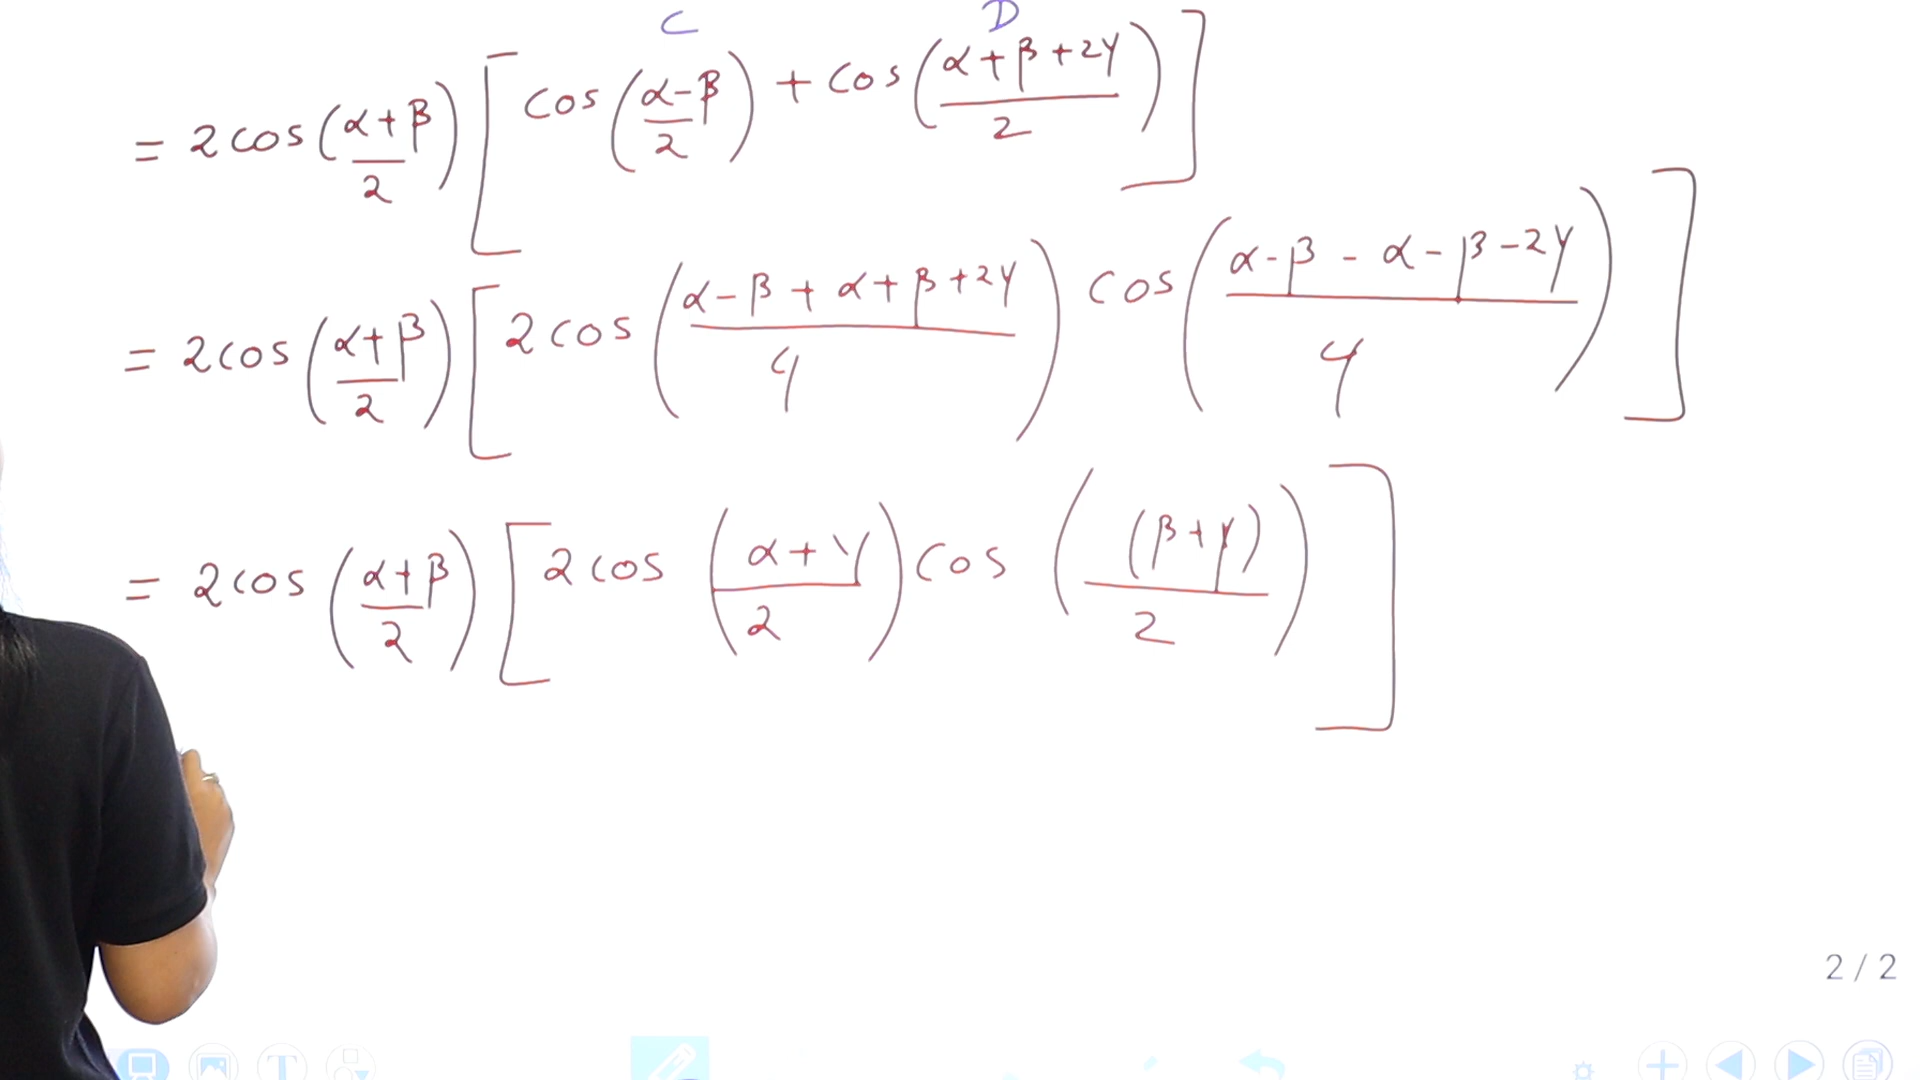 C D
= 2cos(α+β/2)[cos(α-β/2) + cos(α+β+2γ/2)]
= 2cos(α+β/2)[2cos(α-β+α+β+2γ/4) cos(α-β-α-β-2γ/4)]
= 2cos(α+β/2)[2cos(α+γ/2)cos((β+γ)/2)]
2/2
T